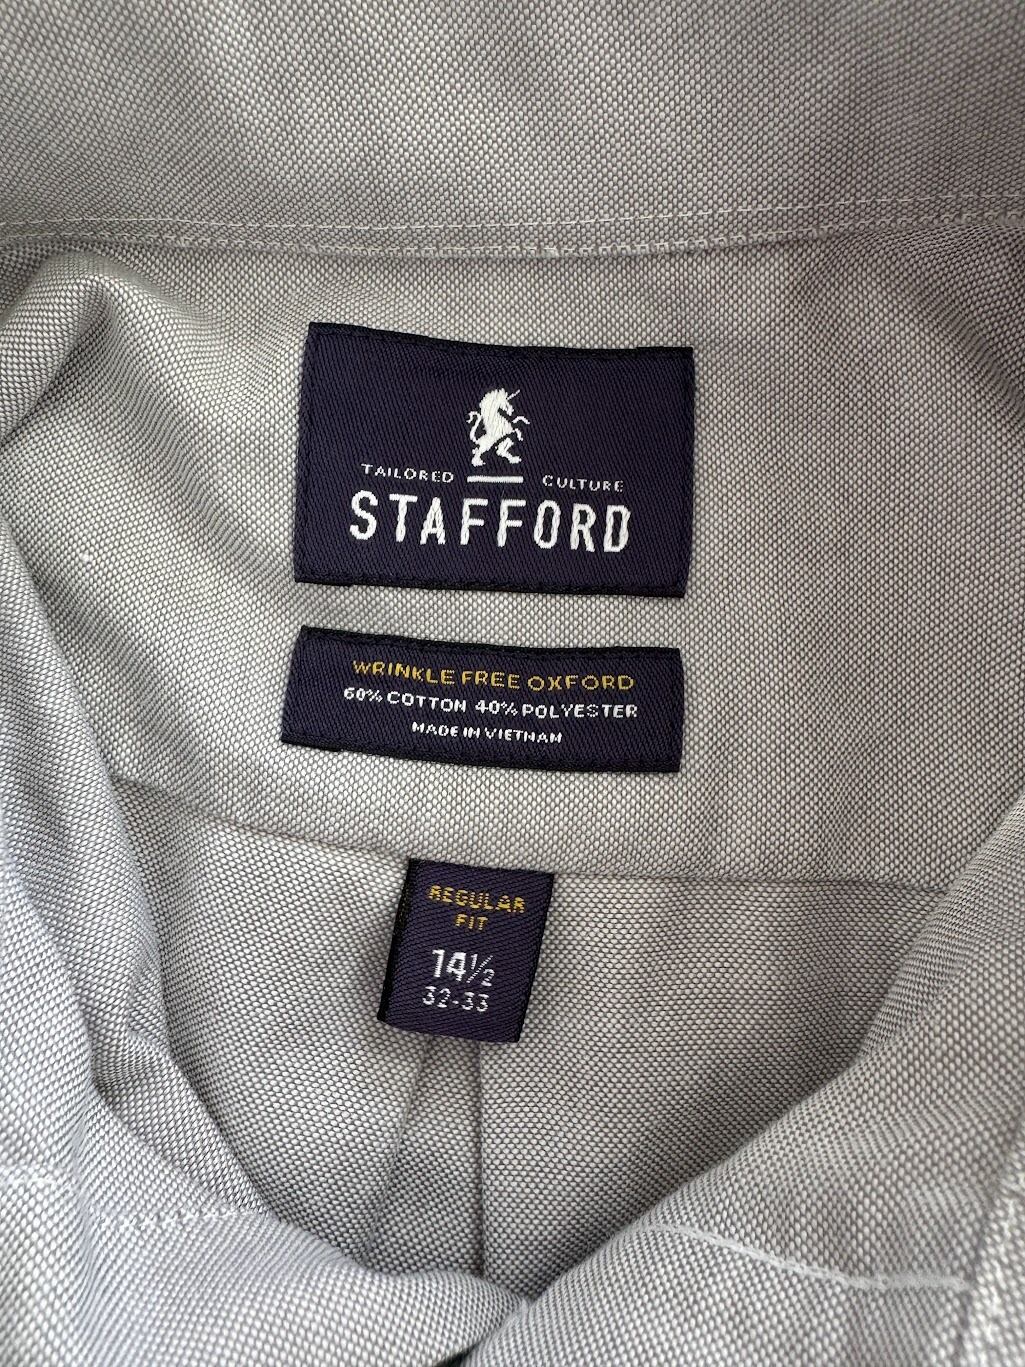 TAILORED CULTURE
STAFFORD
WRINKLE FREE OXFORD
60% COTTON 40% POLYESTER
MADE IN VIETNAM
REGULAR
FIT
14½
32-33